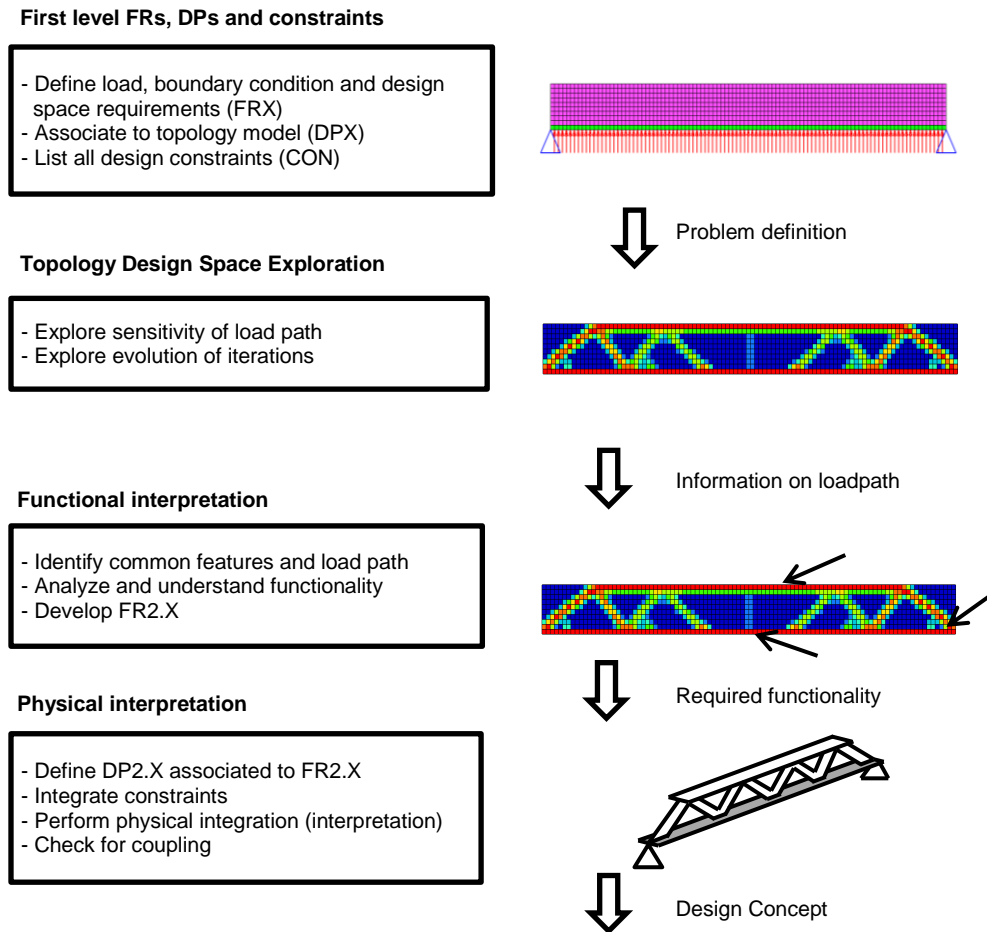 First level FRs, DPs and constraints
- Define load, boundary condition and design
space requirements (FRX)
- Associate to topology model (DPX)
- List all design constraints (CON)
Problem definition
Topology Design Space Exploration
- Explore sensitivity of load path
- Explore evolution of iterations
Information on loadpath
Functional interpretation
- Identify common features and load path
- Analyze and understand functionality
- Develop FR2.X
Required functionality
Physical interpretation
- Define DP2.X associated to FR2.X
- Integrate constraints
- Perform physical integration (interpretation)
- Check for coupling
Design Concept